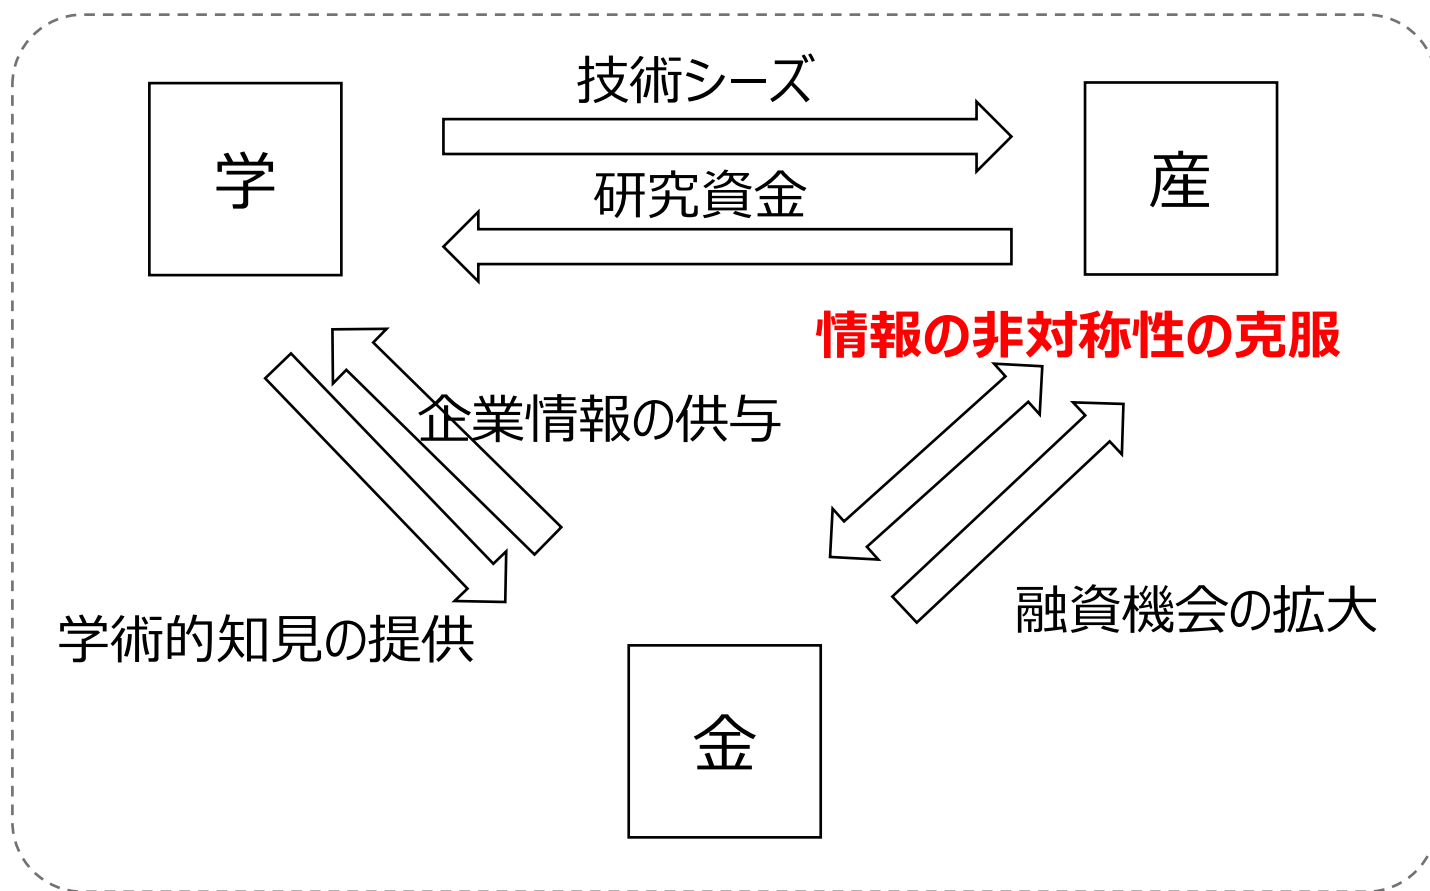 技術シーズ
学
産
研究資金
情報の非対称性の克服
企業情報の供与
融資機会の拡大
学術的知見の提供
金